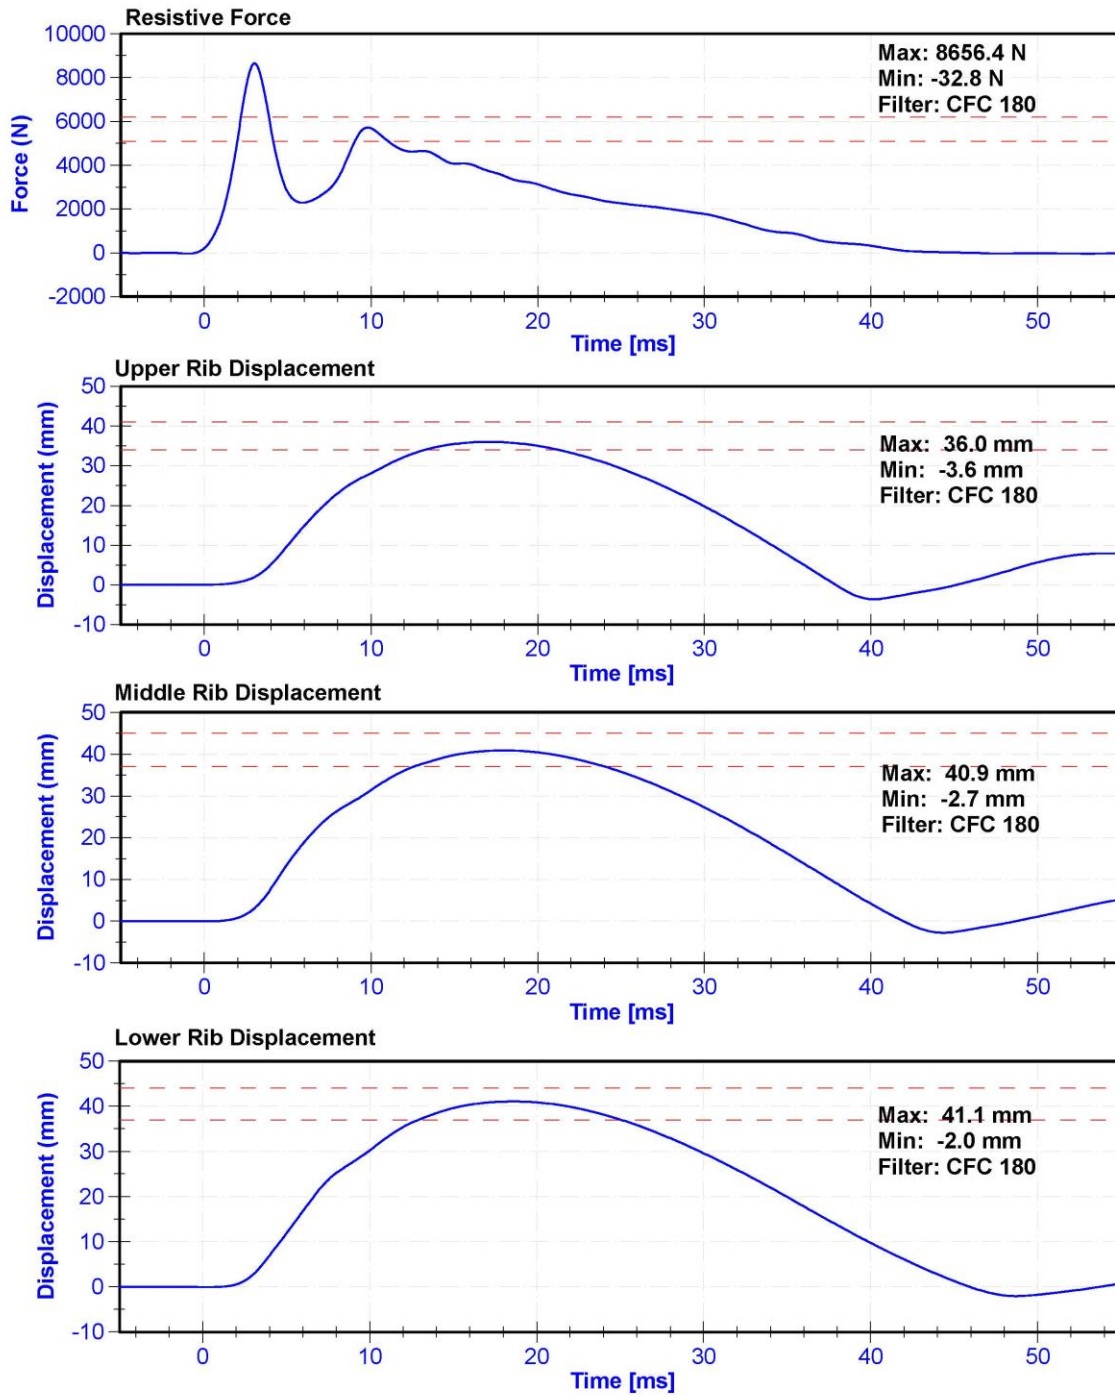 Resistive Force
10000
8000
6000
4000
2000
0
-2000
Force (N)
Max: 8656.4 N
Min: -32.8 N
Filter: CFC 180
0 10 20 30 40 50
Time [ms]
Upper Rib Displacement
50
40
30
20
10
0
-10
Displacement (mm)
Max: 36.0 mm
Min: -3.6 mm
Filter: CFC 180
0 10 20 30 40 50
Time [ms]
Middle Rib Displacement
50
40
30
20
10
0
-10
Displacement (mm)
Max: 40.9 mm
Min: -2.7 mm
Filter: CFC 180
0 10 20 30 40 50
Time [ms]
Lower Rib Displacement
50
40
30
20
10
0
-10
Displacement (mm)
Max: 41.1 mm
Min: -2.0 mm
Filter: CFC 180
0 10 20 30 40 50
Time [ms]